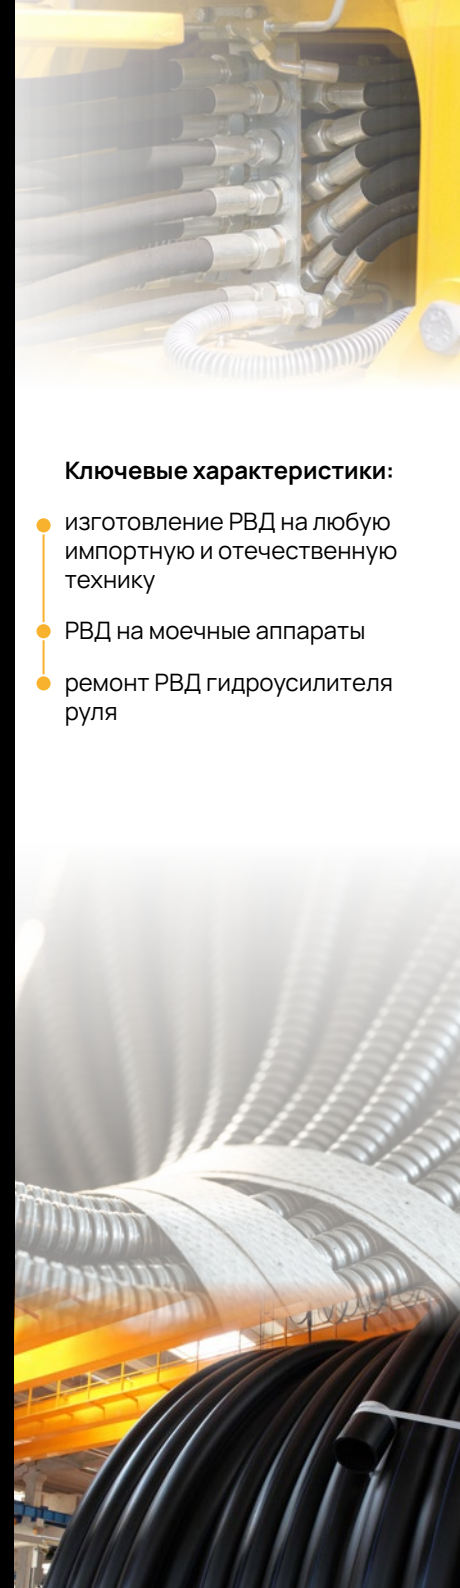 Ключевые характеристики:
изготовление РВД на любую
импортную и отечественную
технику
РВД на моечные аппараты
ремонт РВД гидроусилителя
руля